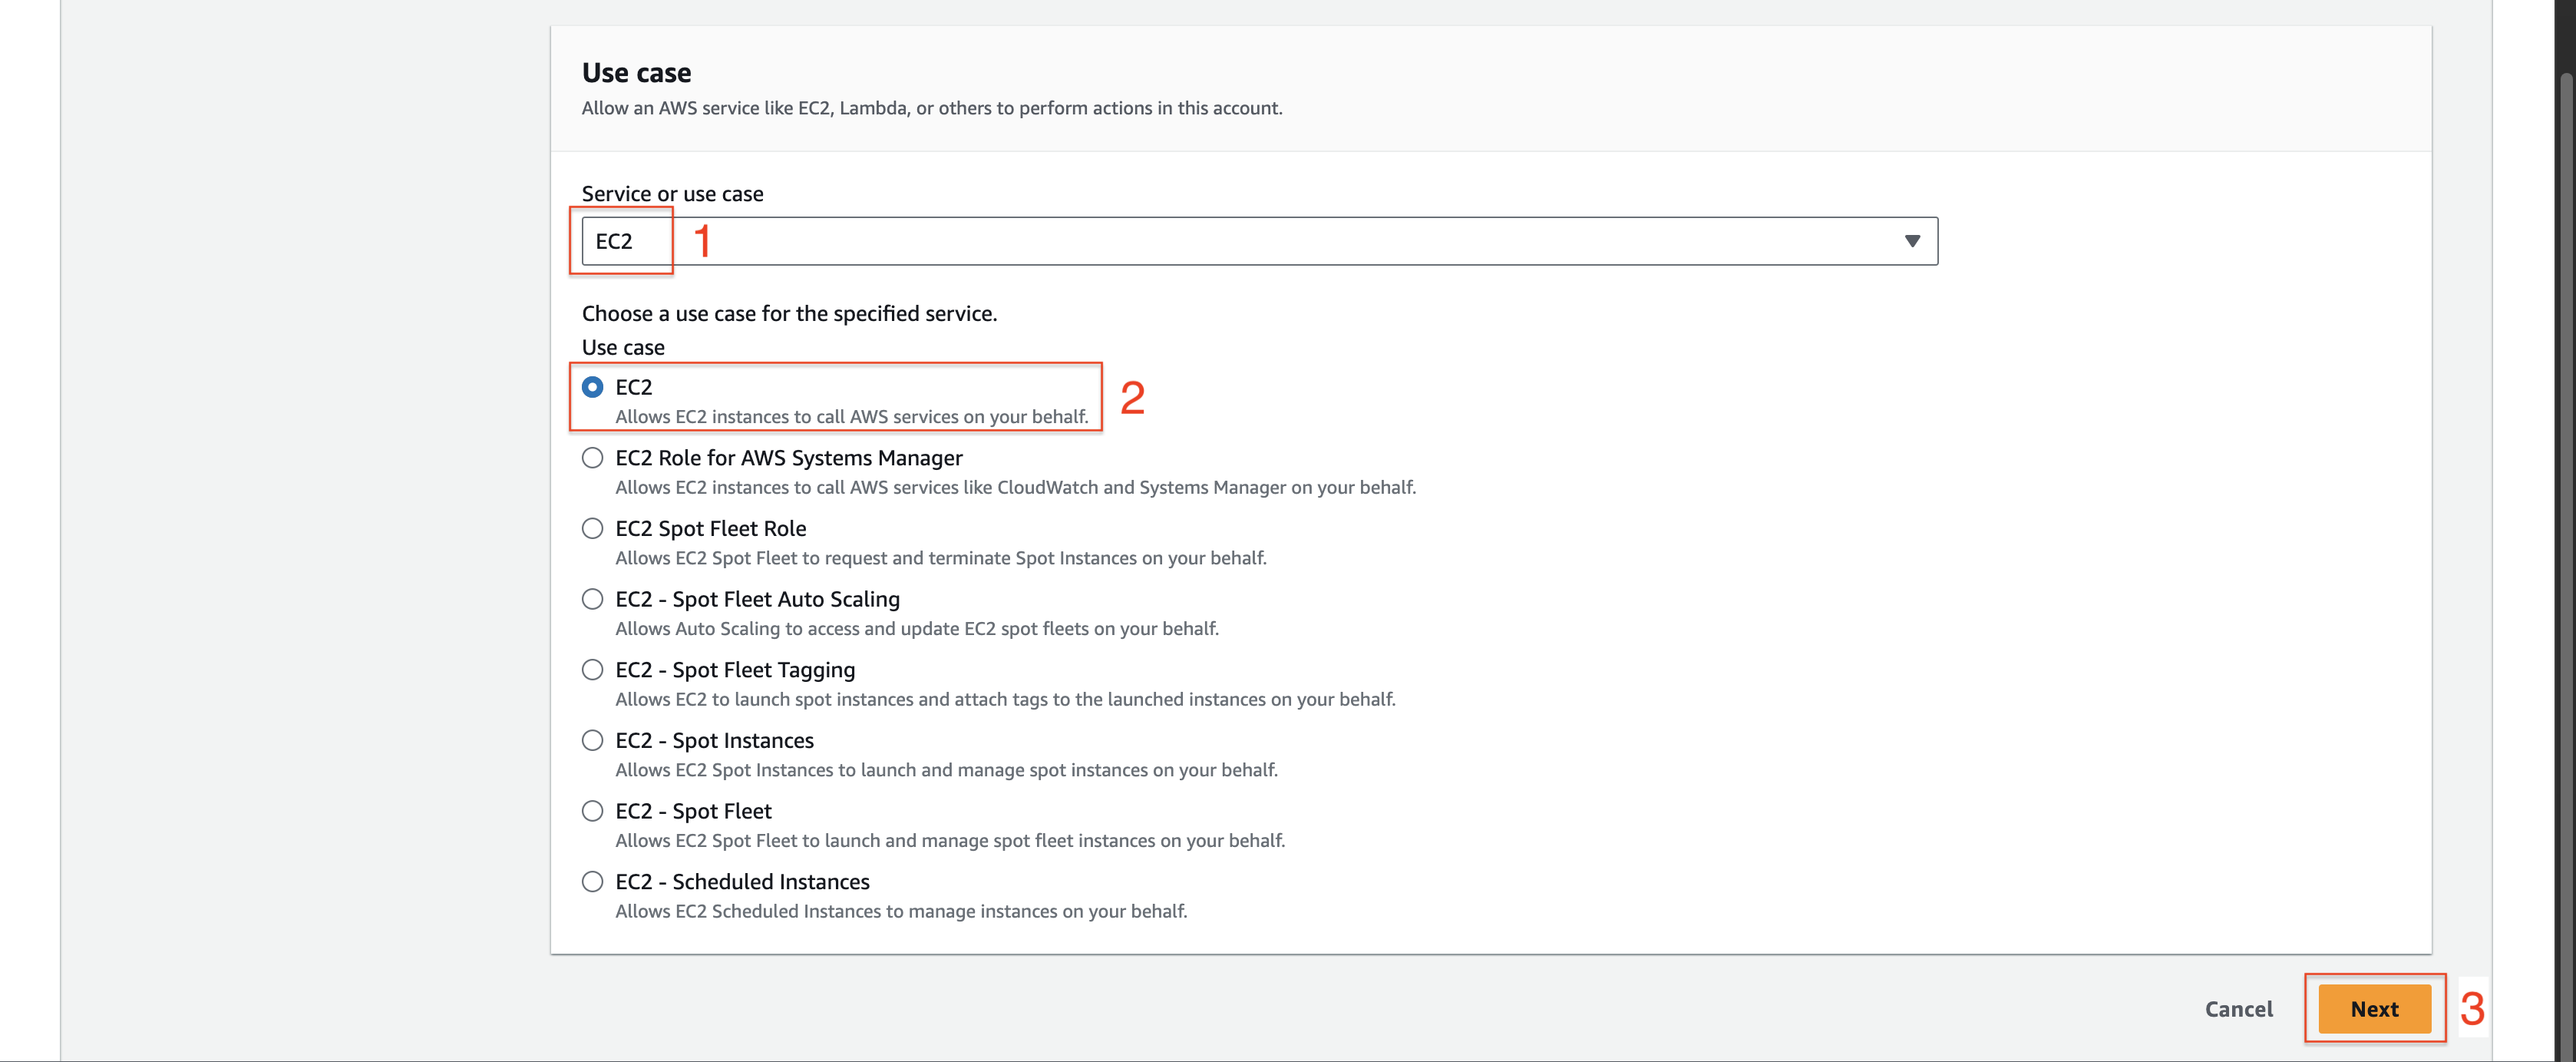 Use case
Allow an AWS service like EC2, Lambda, or others to perform actions in this account.
Service or use case
EC2 1
Choose a use case for the specified service.
Use case
EC2
Allows EC2 instances to call AWS services on your behalf.
2
EC2 Role for AWS Systems Manager
Allows EC2 instances to call AWS services like CloudWatch and Systems Manager on your behalf.
EC2 Spot Fleet Role
Allows EC2 Spot Fleet to request and terminate Spot Instances on your behalf.
EC2 - Spot Fleet Auto Scaling
Allows Auto Scaling to access and update EC2 spot fleets on your behalf.
EC2 - Spot Fleet Tagging
Allows EC2 to launch spot instances and attach tags to the launched instances on your behalf.
EC2 - Spot Instances
Allows EC2 Spot Instances to launch and manage spot instances on your behalf.
EC2 - Spot Fleet
Allows EC2 Spot Fleet to launch and manage spot fleet instances on your behalf.
EC2 - Scheduled Instances
Allows EC2 Scheduled Instances to manage instances on your behalf.
Cancel Next 3